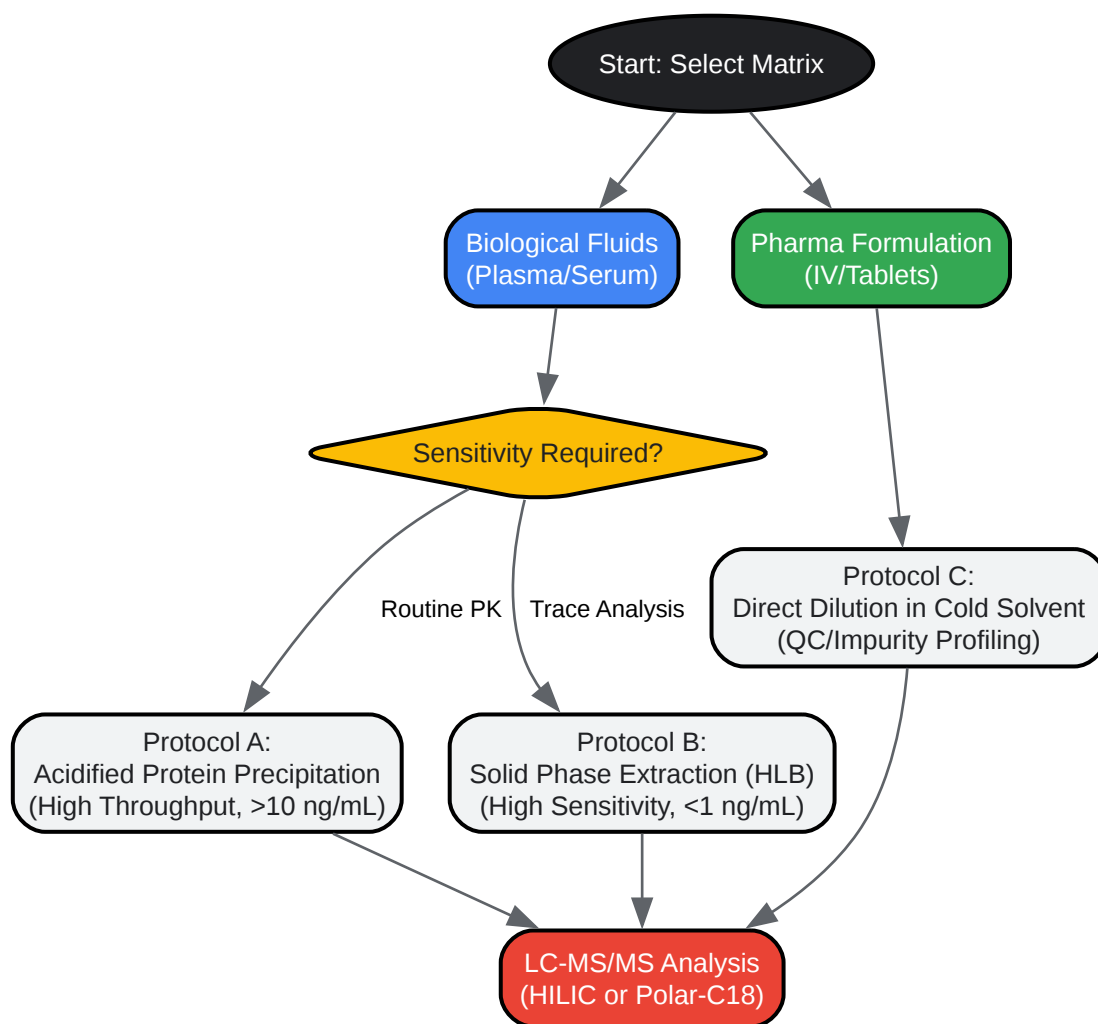 Start: Select Matrix
Biological Fluids
(Plasma/Serum)
Pharma Formulation
(IV/Tablets)
Sensitivity Required?
Routine PK
Trace Analysis
Protocol C:
Direct Dilution in Cold Solvent
(QC/Impurity Profiling)
Protocol A:
Acidified Protein Precipitation
(High Throughput, >10 ng/mL)
Protocol B:
Solid Phase Extraction (HLB)
(High Sensitivity, <1 ng/mL)
LC-MS/MS Analysis
(HILIC or Polar-C18)